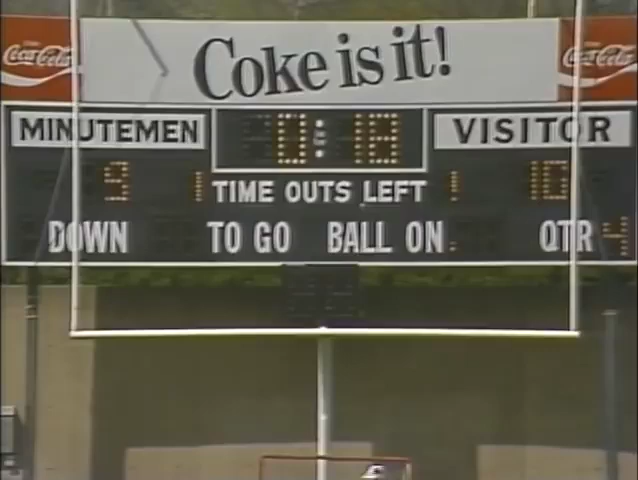 Coca-Cola Coke is it! Coca-Cola
MINUTEMEN 0:18 VISITOR
9 1 TIME OUTS LEFT 1 10
DOWN TO GO BALL ON QTR 4